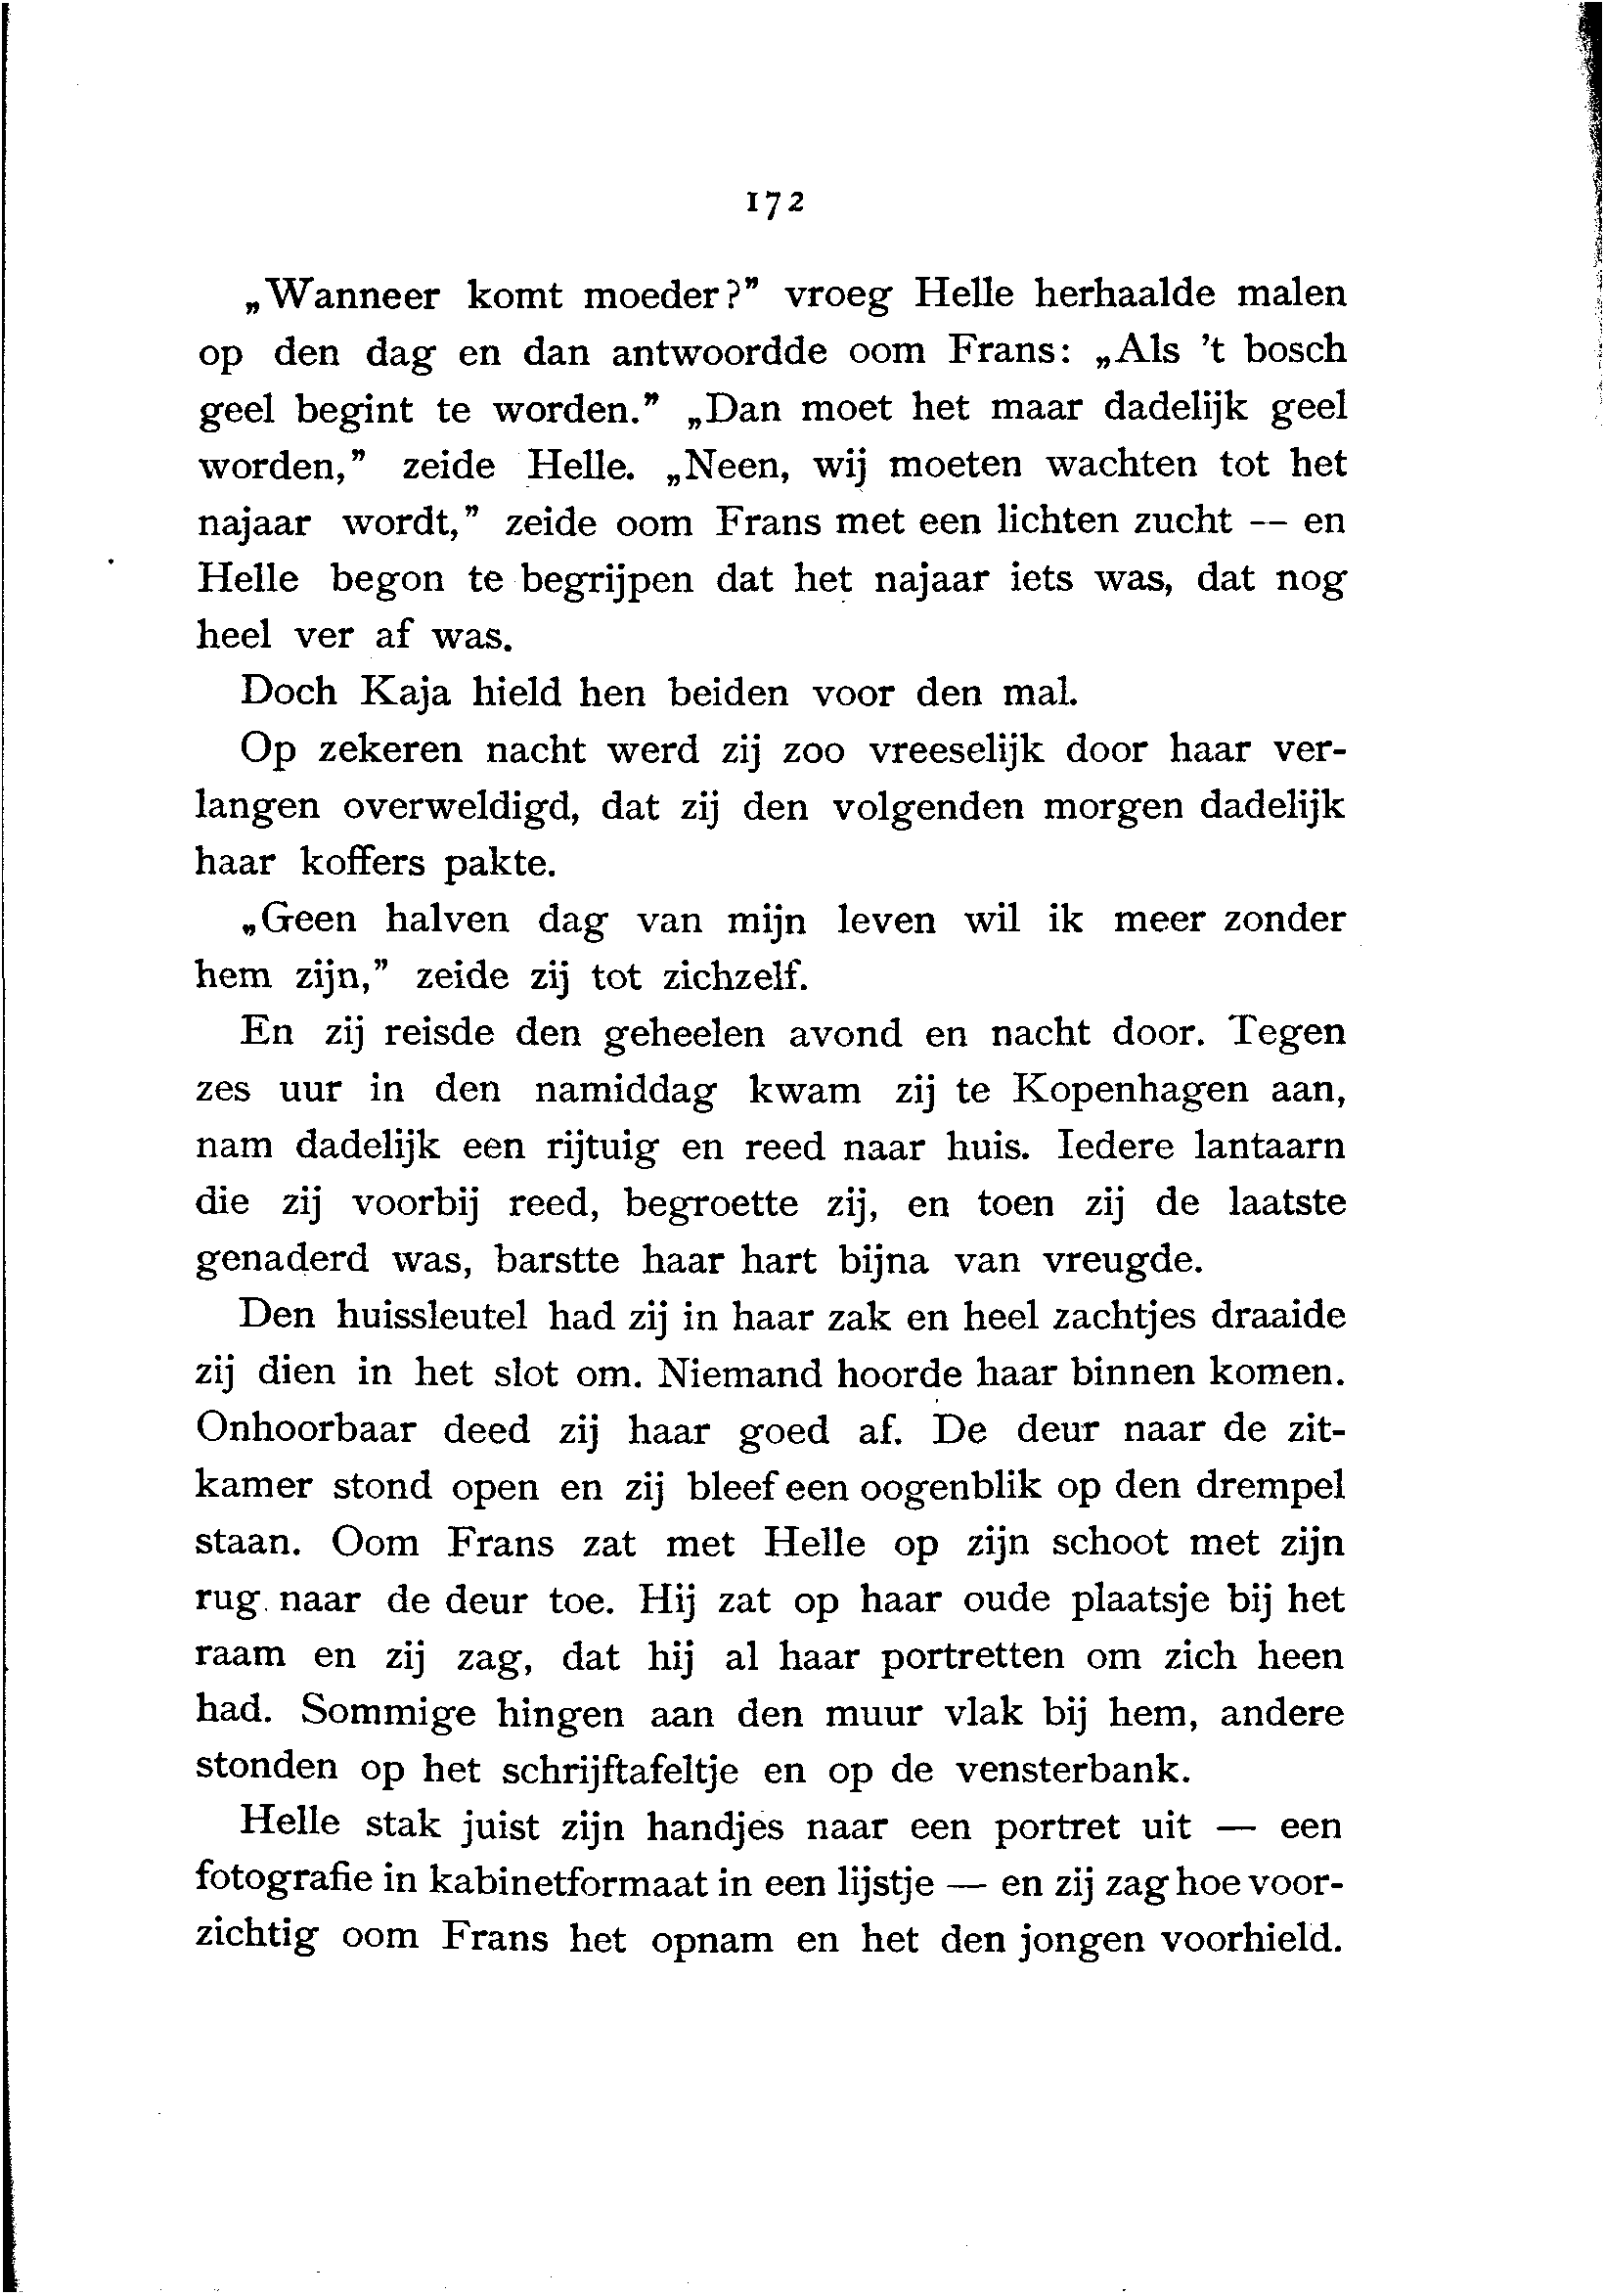 172
„Wanneer komt moeder?” vroeg Helle herhaalde malen
op den dag en dan antwoordde oom Frans: „Als 't bosch
geel begint te worden.” „Dan moet het maar dadelijk geel
worden,” zeide Helle. „Neen, wij moeten wachten tot het
najaar wordt,” zeide oom Frans met een lichten zucht — en
Helle begon te begrijpen dat het najaar iets was, dat nog
heel ver af was.
Doch Kaja hield hen beiden voor den mal.
Op zekeren nacht werd zij zoo vreeselijk door haar ver-
langen overweldigd, dat zij den volgenden morgen dadelijk
haar koffers pakte.
„Geen halven dag van mijn leven wil ik meer zonder
hem zijn,” zeide zij tot zichzelf.
En zij reisde den geheelen avond en nacht door. Tegen
zes uur in den namiddag kwam zij te Kopenhagen aan,
nam dadelijk een rijtuig en reed naar huis. Iedere lantaarn
die zij voorbij reed, begroette zij, en toen zij de laatste
genaderd was, barstte haar hart bijna van vreugde.
Den huissleutel had zij in haar zak en heel zachtjes draaide
zij dien in het slot om. Niemand hoorde haar binnen komen.
Onhoorbaar deed zij haar goed af. De deur naar de zit-
kamer stond open en zij bleef een oogenblik op den drempel
staan. Oom Frans zat met Helle op zijn schoot met zijn
rug naar de deur toe. Hij zat op haar oude plaatsje bij het
raam en zij zag, dat hij al haar portretten om zich heen
had. Sommige hingen aan den muur vlak bij hem, andere
stonden op het schrijftafeltje en op de vensterbank.
Helle stak juist zijn handjes naar een portret uit — een
fotografie in kabinetformaat in een lijstje — en zij zag hoe voor-
zichtig oom Frans het opnam en het den jongen voorhield.